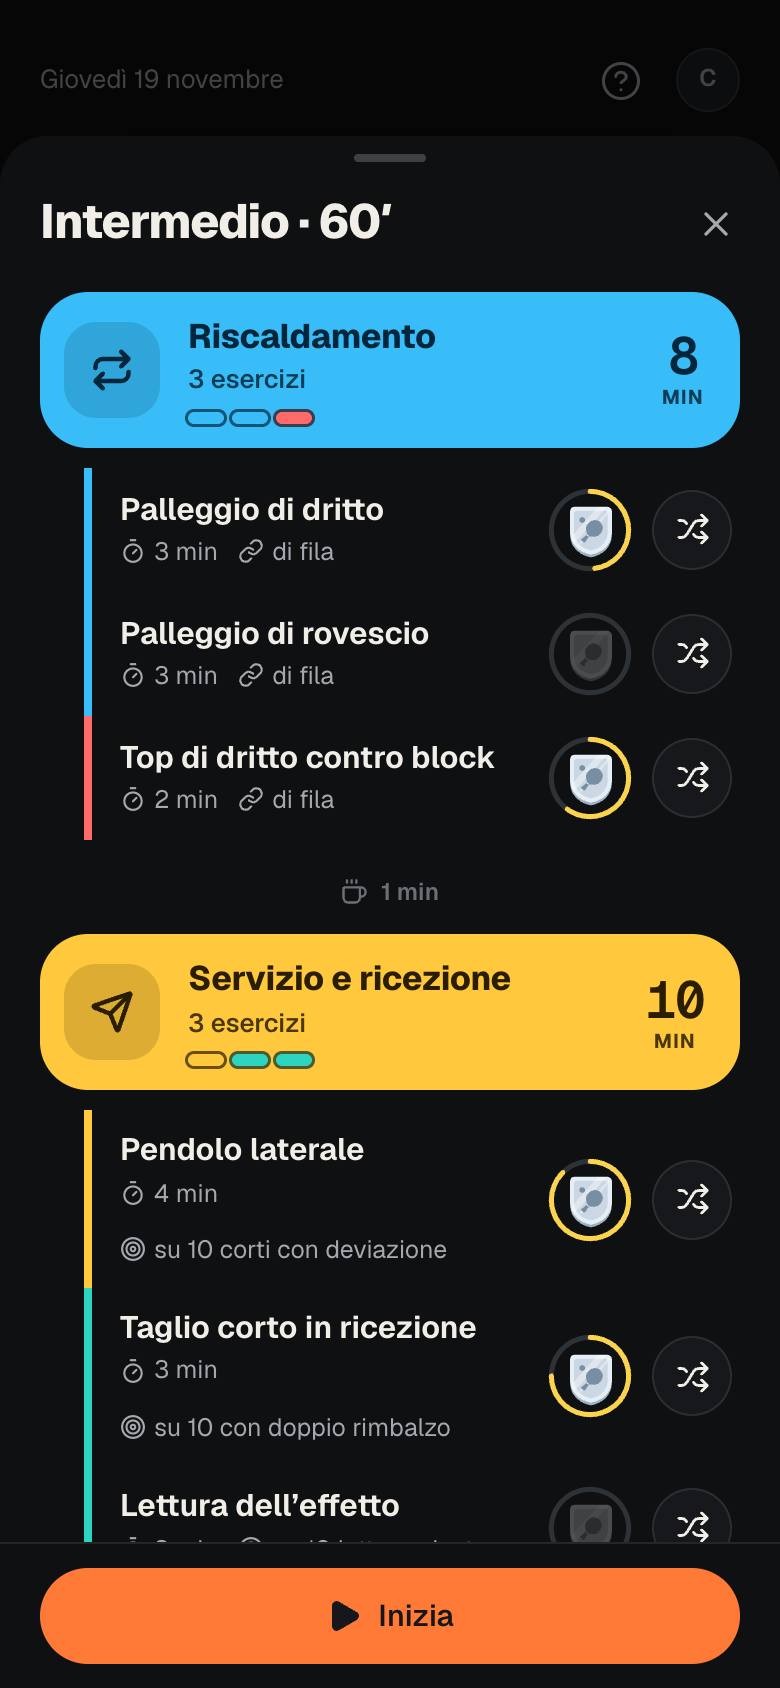 Giovedì 19 novembre
C
Intermedio · 60′
Riscaldamento
3 esercizi
8
MIN
Palleggio di dritto
3 min di fila
Palleggio di rovescio
3 min di fila
Top di dritto contro block
2 min di fila
1 min
Servizio e ricezione
3 esercizi
10
MIN
Pendolo laterale
4 min
su 10 corti con deviazione
Taglio corto in ricezione
3 min
su 10 con doppio rimbalzo
Lettura dell’effetto
Inizia